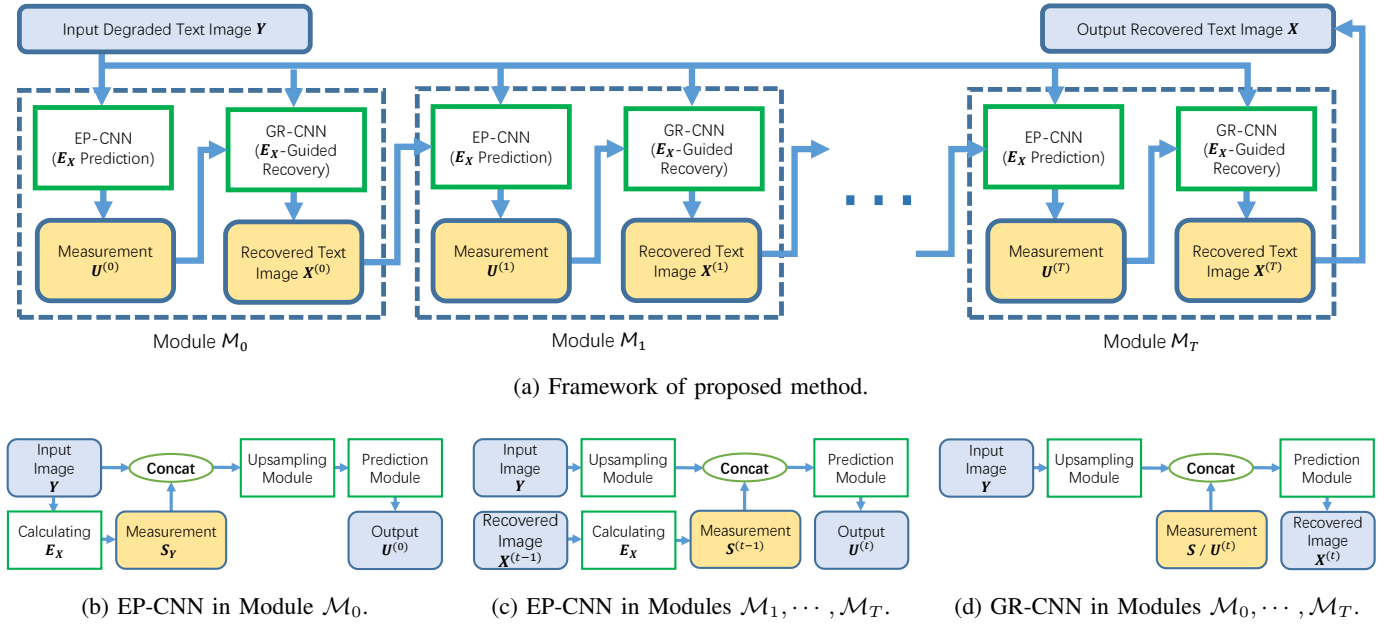 Input Degraded Text Image Y
Output Recovered Text Image X
EP-CNN
(E_X Prediction)
GR-CNN
(E_X-Guided
Recovery)
EP-CNN
(E_X Prediction)
GR-CNN
(E_X-Guided
Recovery)
EP-CNN
(E_X Prediction)
GR-CNN
(E_X-Guided
Recovery)
Measurement
U^(0)
Recovered Text
Image X^(0)
Measurement
U^(1)
Recovered Text
Image X^(1)
. . .
Measurement
U^(T)
Recovered Text
Image X^(T)
Module M_0
Module M_1
Module M_T
(a) Framework of proposed method.
Input
Image
Y
Concat
Upsampling
Module
Prediction
Module
Calculating
E_X
Measurement
S_Y
Output
U^(0)
(b) EP-CNN in Module M_0.
Input
Image
Y
Upsampling
Module
Concat
Prediction
Module
Recovered
Image
X^(t−1)
Calculating
E_X
Measurement
S^(t−1)
Output
U^(t)
(c) EP-CNN in Modules M_1, · · · , M_T.
Input
Image
Y
Upsampling
Module
Concat
Prediction
Module
Measurement
S / U^(t)
Recovered
Image
X^(t)
(d) GR-CNN in Modules M_0, · · · , M_T.